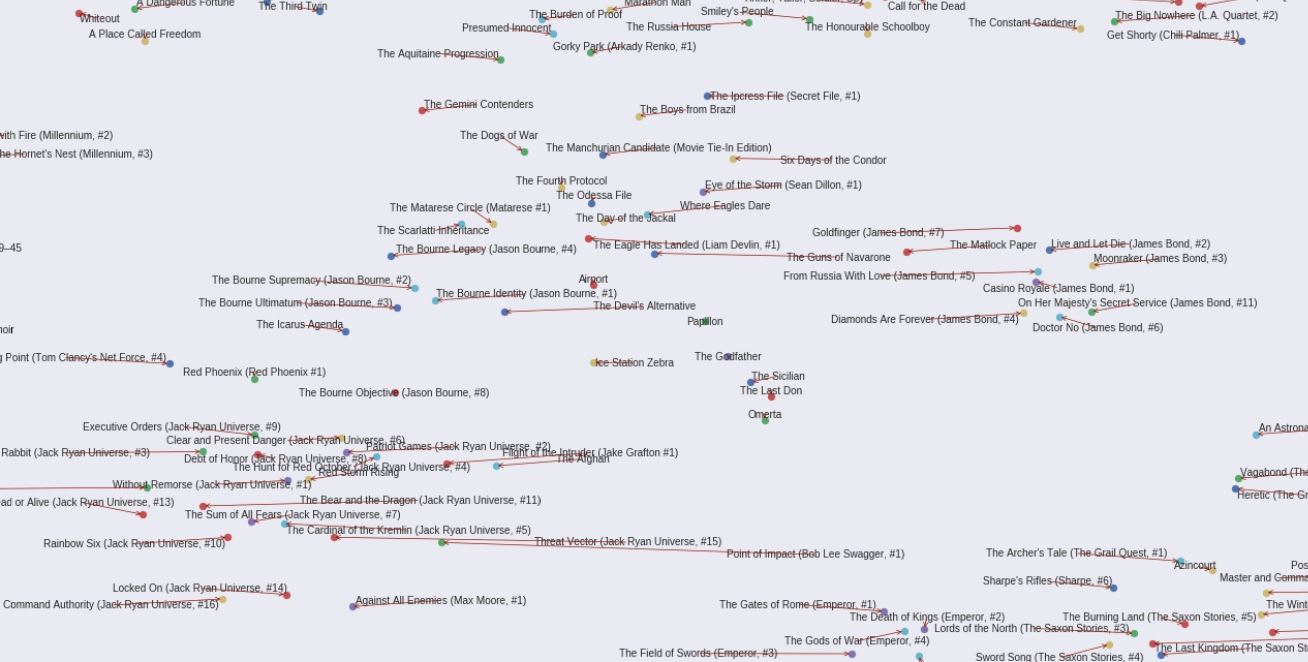 A Dangerous Fortune
The Third Twin
Marathon Man
Call for the Dead
Whiteout
The Burden of Proof
Smiley's People
The Big Nowhere (L.A. Quartet, #2)
Presumed Innocent
The Russia House
The Honourable Schoolboy
The Constant Gardener
A Place Called Freedom
Get Shorty (Chili Palmer, #1)
The Aquitaine Progression
Gorky Park (Arkady Renko, #1)
The Ipcress File (Secret File, #1)
The Gemini Contenders
The Boys from Brazil
with Fire (Millennium, #2)
The Dogs of War
The Manchurian Candidate (Movie Tie-In Edition)
he Hornet's Nest (Millennium, #3)
Six Days of the Condor
The Fourth Protocol
Eye of the Storm (Sean Dillon, #1)
The Odessa File
The Matarese Circle (Matarese #1)
Where Eagles Dare
The Day of the Jackal
The Scarlatti Inheritance
Goldfinger (James Bond, #7)
9–45
The Bourne Legacy (Jason Bourne, #4)
The Eagle Has Landed (Liam Devlin, #1)
The Matlock Paper
Live and Let Die (James Bond, #2)
The Guns of Navarone
Moonraker (James Bond, #3)
The Bourne Supremacy (Jason Bourne, #2)
Airport
From Russia With Love (James Bond, #5)
Casino Royale (James Bond, #1)
The Bourne Ultimatum (Jason Bourne, #3)
The Bourne Identity (Jason Bourne, #1)
The Devil's Alternative
On Her Majesty's Secret Service (James Bond, #11)
noir
The Icarus Agenda
Papillon
Diamonds Are Forever (James Bond, #4)
Doctor No (James Bond, #6)
g Point (Tom Clancy's Net Force, #4)
Ice Station Zebra
The Godfather
Red Phoenix (Red Phoenix #1)
The Sicilian
The Bourne Objective (Jason Bourne, #8)
The Last Don
Omerta
Executive Orders (Jack Ryan Universe, #9)
An Astrona
Clear and Present Danger (Jack Ryan Universe, #6)
Rabbit (Jack Ryan Universe, #3)
Patriot Games (Jack Ryan Universe, #2)
Flight of the Intruder (Jake Grafton #1)
Debt of Honor (Jack Ryan Universe, #8)
The Afghan
The Hunt for Red October (Jack Ryan Universe, #4)
Red Storm Rising
Vagabond (The
Without Remorse (Jack Ryan Universe, #1)
Heretic (The Gr
ead or Alive (Jack Ryan Universe, #13)
The Bear and the Dragon (Jack Ryan Universe, #11)
The Sum of All Fears (Jack Ryan Universe, #7)
The Cardinal of the Kremlin (Jack Ryan Universe, #5)
Rainbow Six (Jack Ryan Universe, #10)
Threat Vector (Jack Ryan Universe, #15)
Point of Impact (Bob Lee Swagger, #1)
The Archer's Tale (The Grail Quest, #1)
Azincourt
Pos
Sharpe's Rifles (Sharpe, #6)
Master and Comma
Locked On (Jack Ryan Universe, #14)
Command Authority (Jack Ryan Universe, #16)
Against All Enemies (Max Moore, #1)
The Gates of Rome (Emperor, #1)
The Wint
The Death of Kings (Emperor, #2)
The Burning Land (The Saxon Stories, #5)
Lords of the North (The Saxon Stories, #3)
The Gods of War (Emperor, #4)
The Last Kingdom (The Saxon St
The Field of Swords (Emperor, #3)
Sword Song (The Saxon Stories, #4)